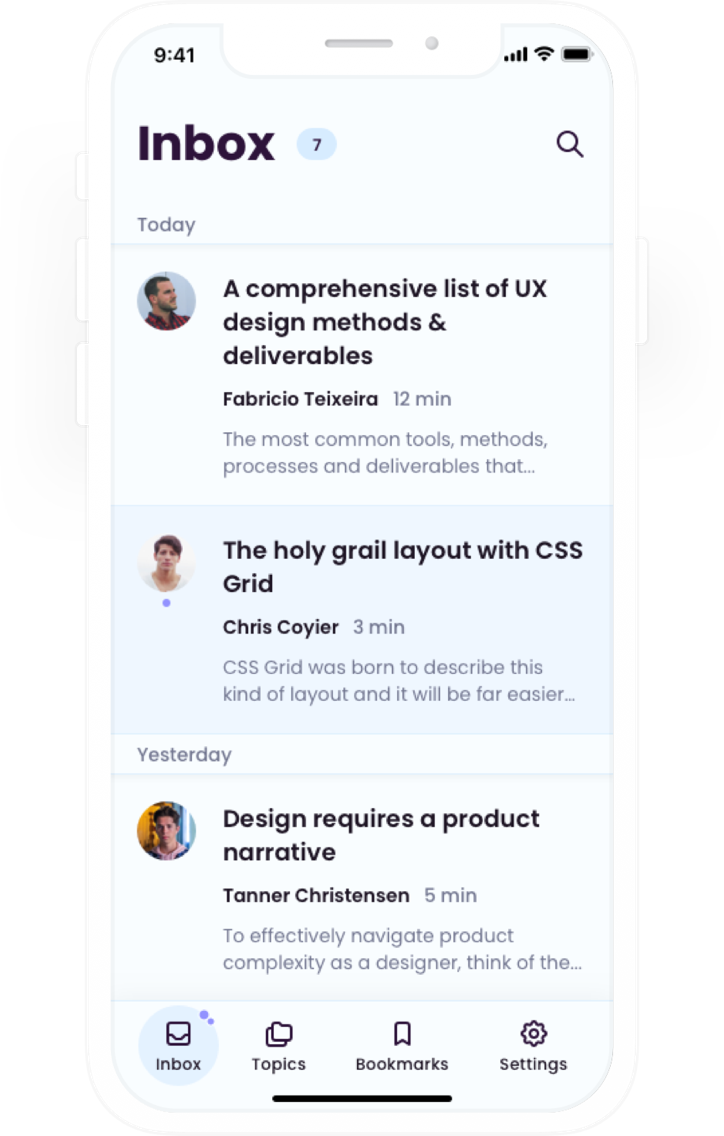 9:41
Inbox 7
Today
A comprehensive list of UX
design methods &
deliverables
Fabricio Teixeira 12 min
The most common tools, methods,
processes and deliverables that...
The holy grail layout with CSS
Grid
Chris Coyier 3 min
CSS Grid was born to describe this
kind of layout and it will be far easier...
Yesterday
Design requires a product
narrative
Tanner Christensen 5 min
To effectively navigate product
complexity as a designer, think of the...
Inbox Topics Bookmarks Settings